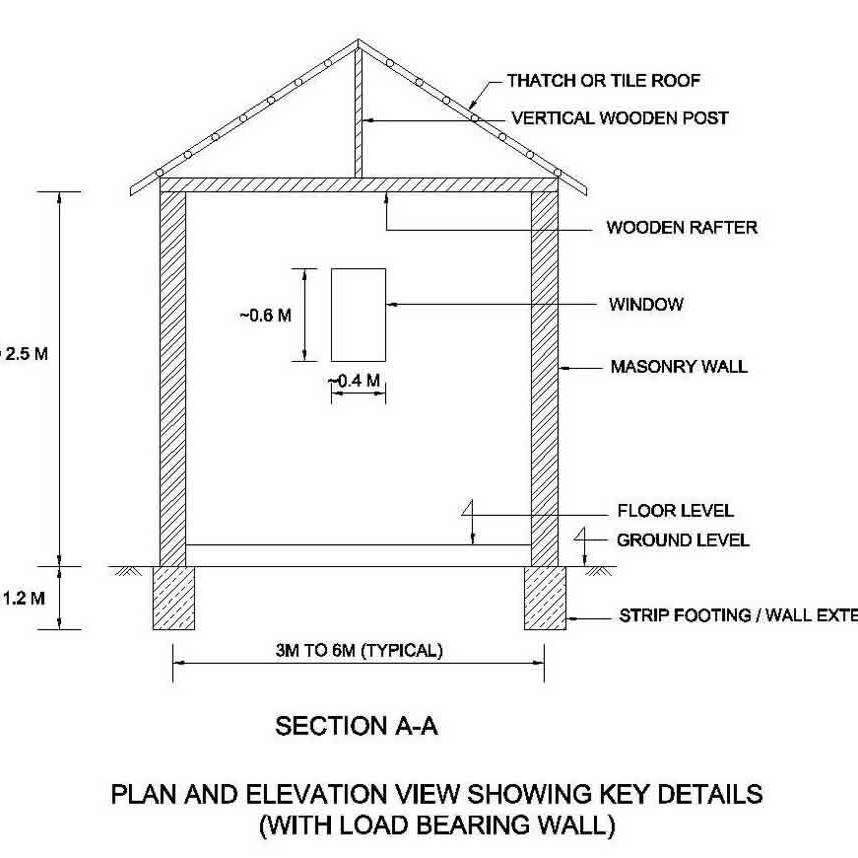 THATCH OR TILE ROOF
VERTICAL WOODEN POST
WOODEN RAFTER
~0.6 M
WINDOW
2.5 M
MASONRY WALL
~0.4 M
FLOOR LEVEL
GROUND LEVEL
1.2 M
STRIP FOOTING / WALL
3M TO 6M (TYPICAL)
SECTION A-A
PLAN AND ELEVATION VIEW SHOWING KEY DETAILS
(WITH LOAD BEARING WALL)